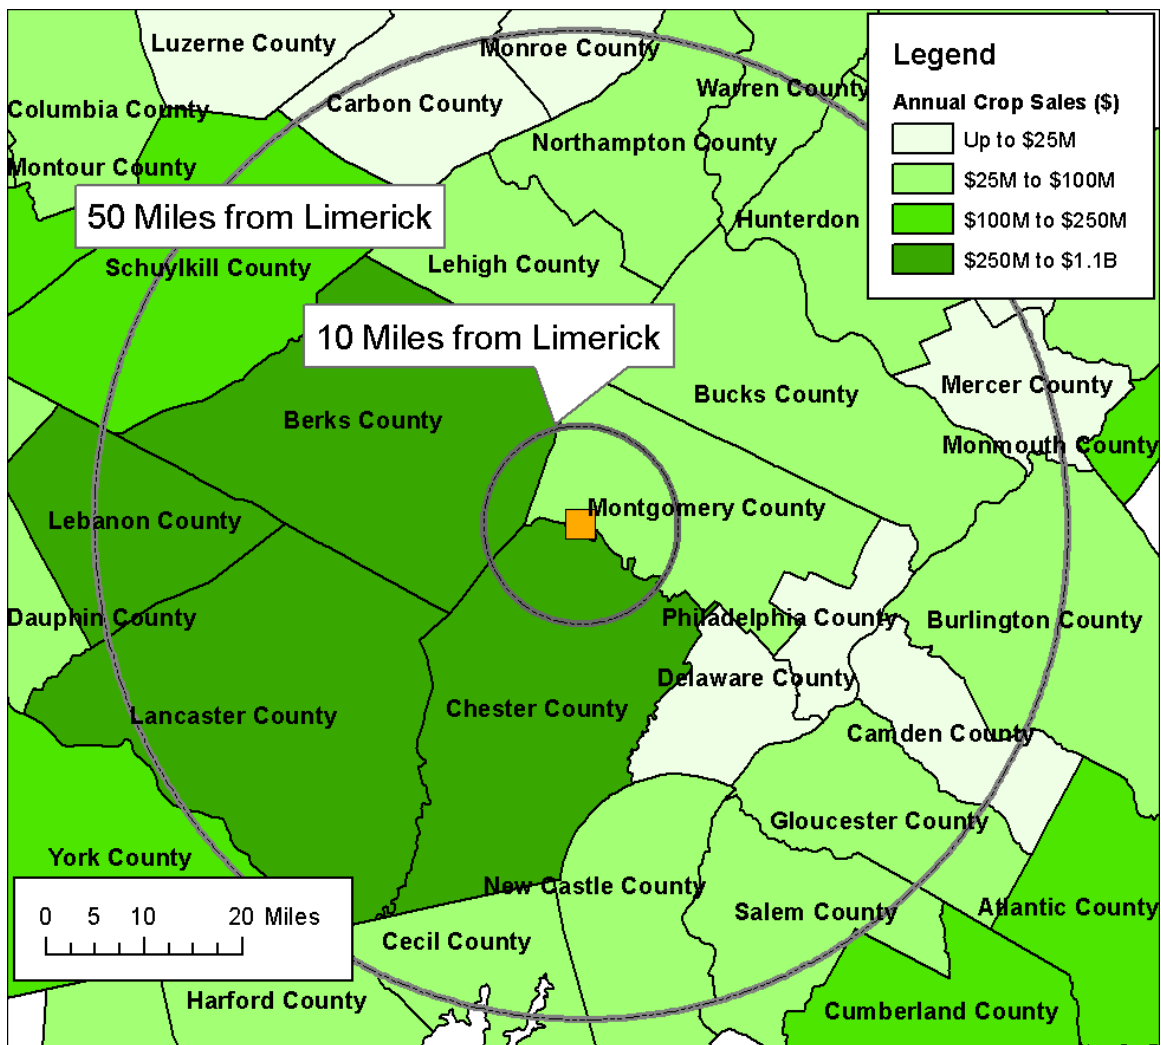 Luzerne County
Monroe County
Legend
Warren County
Carbon County
Annual Crop Sales ($)
Columbia County
Up to $25M
Northampton County
Montour County
$25M to $100M
50 Miles from Limerick
Hunterdon
$100M to $250M
Schuylkill County
Lehigh County
$250M to $1.1B
10 Miles from Limerick
Mercer County
Bucks County
Berks County
Monmouth County
Montgomery County
Lebanon County
Dauphin County
Philadelphia County
Burlington County
Delaware County
Lancaster County
Chester County
Camden County
Gloucester County
York County
New Castle County
0 5 10 20 Miles
Salem County
Atlantic County
Cecil County
Harford County
Cumberland County